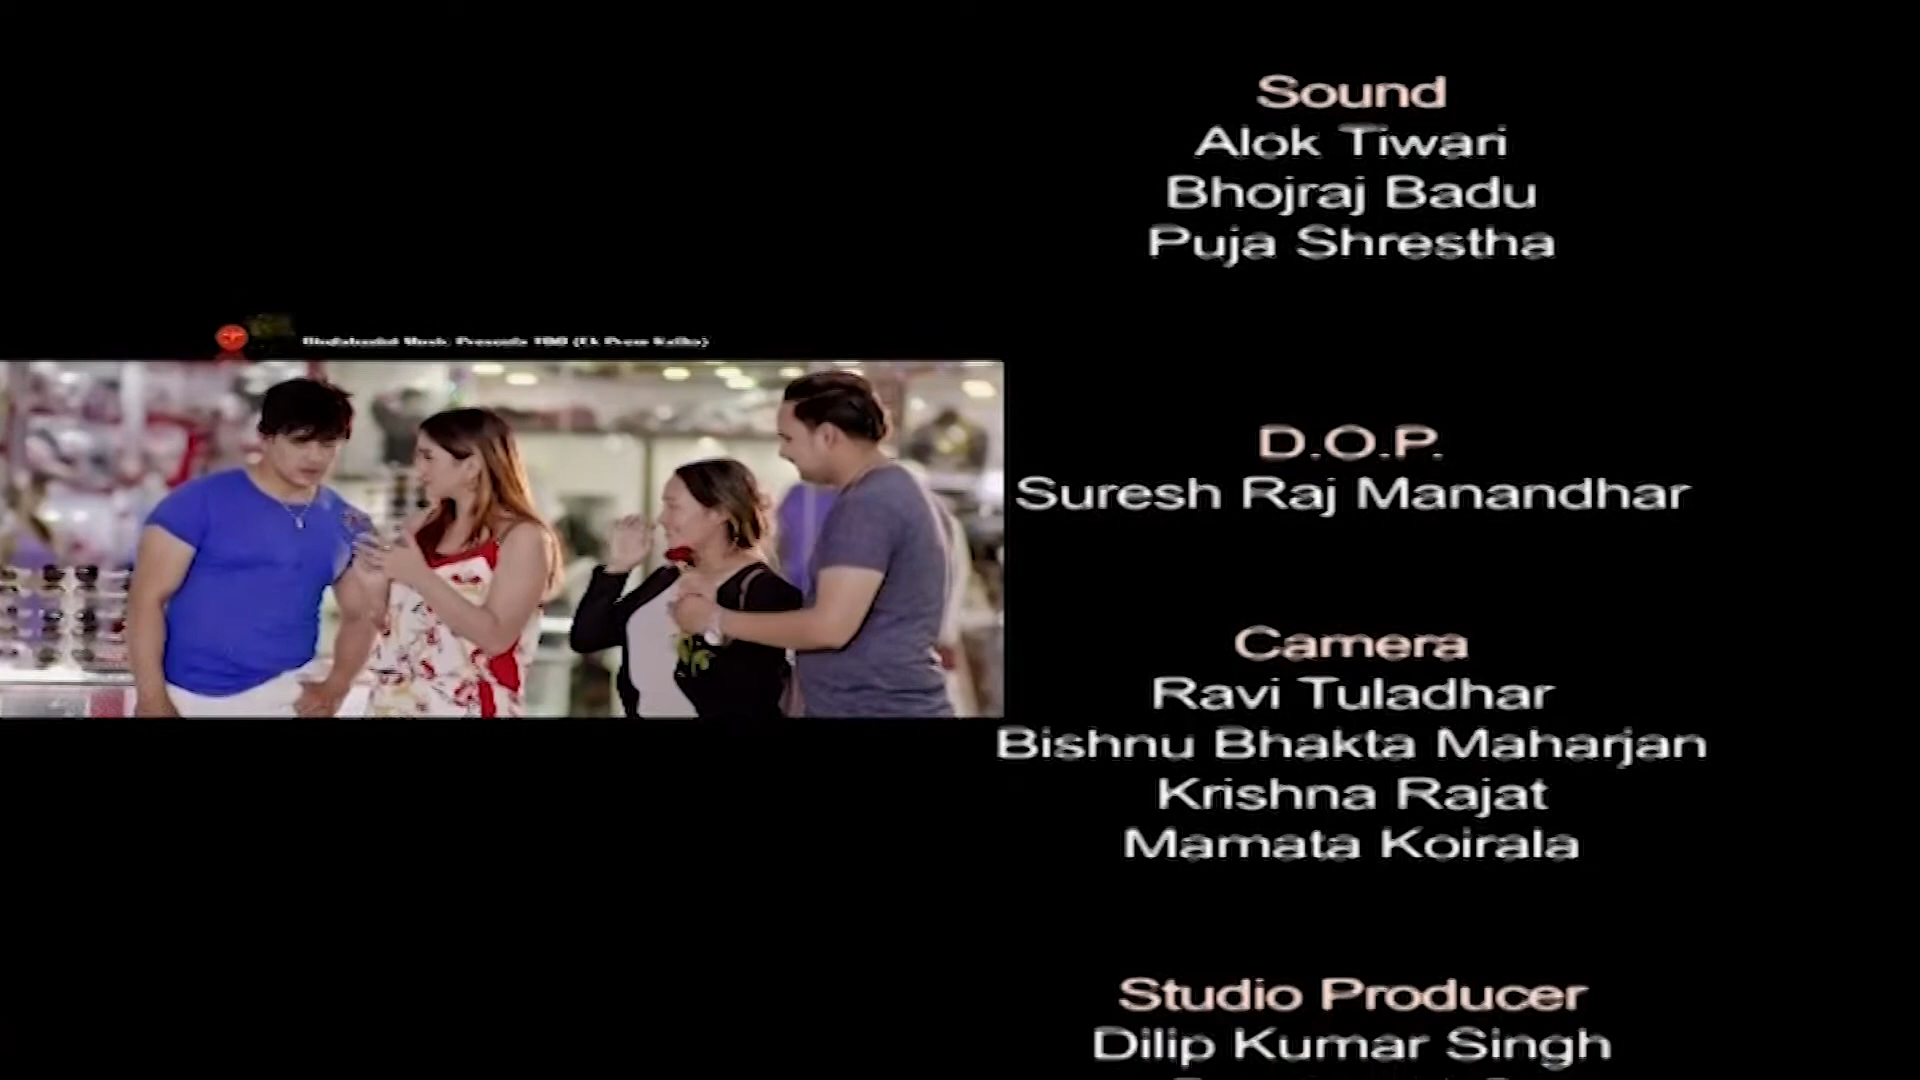 Sound
Alok Tiwari
Bhojraj Badu
Puja Shrestha
D.O.P.
Suresh Raj Manandhar
Camera
Ravi Tuladhar
Bishnu Bhakta Maharjan
Krishna Rajat
Mamata Koirala
Studio Producer
Dilip Kumar Singh